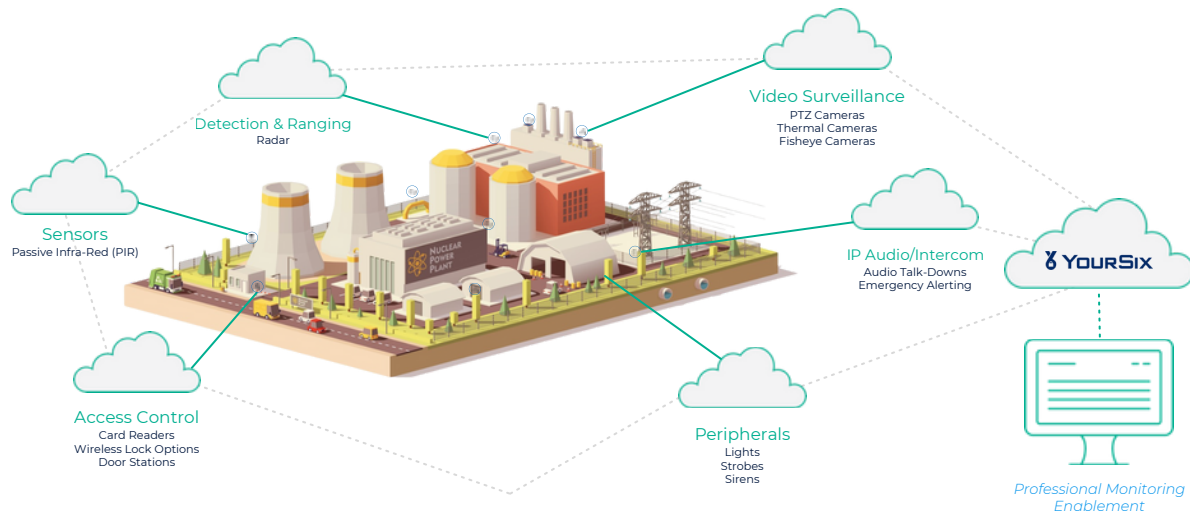 Video Surveillance
PTZ Cameras
Thermal Cameras
Fisheye Cameras
Detection & Ranging
Radar
Sensors
Passive Infra-Red (PIR)
NUCLEAR
POWER
PLANT
IP Audio/Intercom
Audio Talk-Downs
Emergency Alerting
YOURSIX
Access Control
Card Readers
Wireless Lock Options
Door Stations
Peripherals
Lights
Strobes
Sirens
Professional Monitoring
Enablement